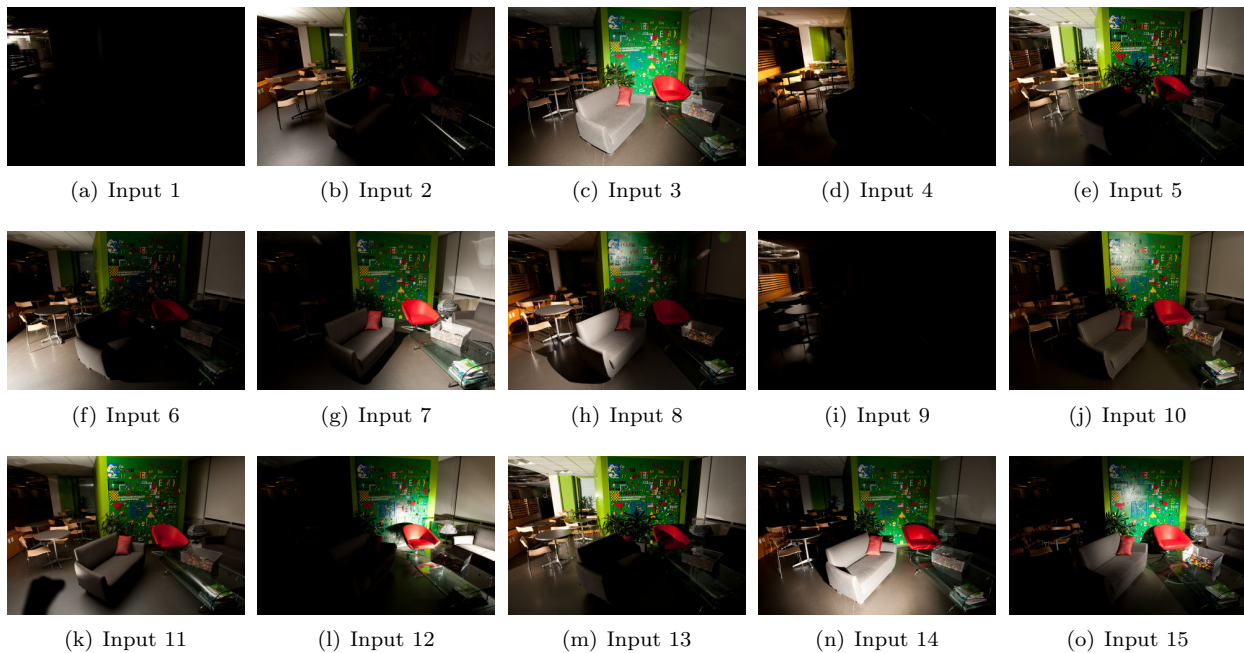 (a) Input 1
(b) Input 2
(c) Input 3
(d) Input 4
(e) Input 5
(f) Input 6
(g) Input 7
(h) Input 8
(i) Input 9
(j) Input 10
(k) Input 11
(l) Input 12
(m) Input 13
(n) Input 14
(o) Input 15